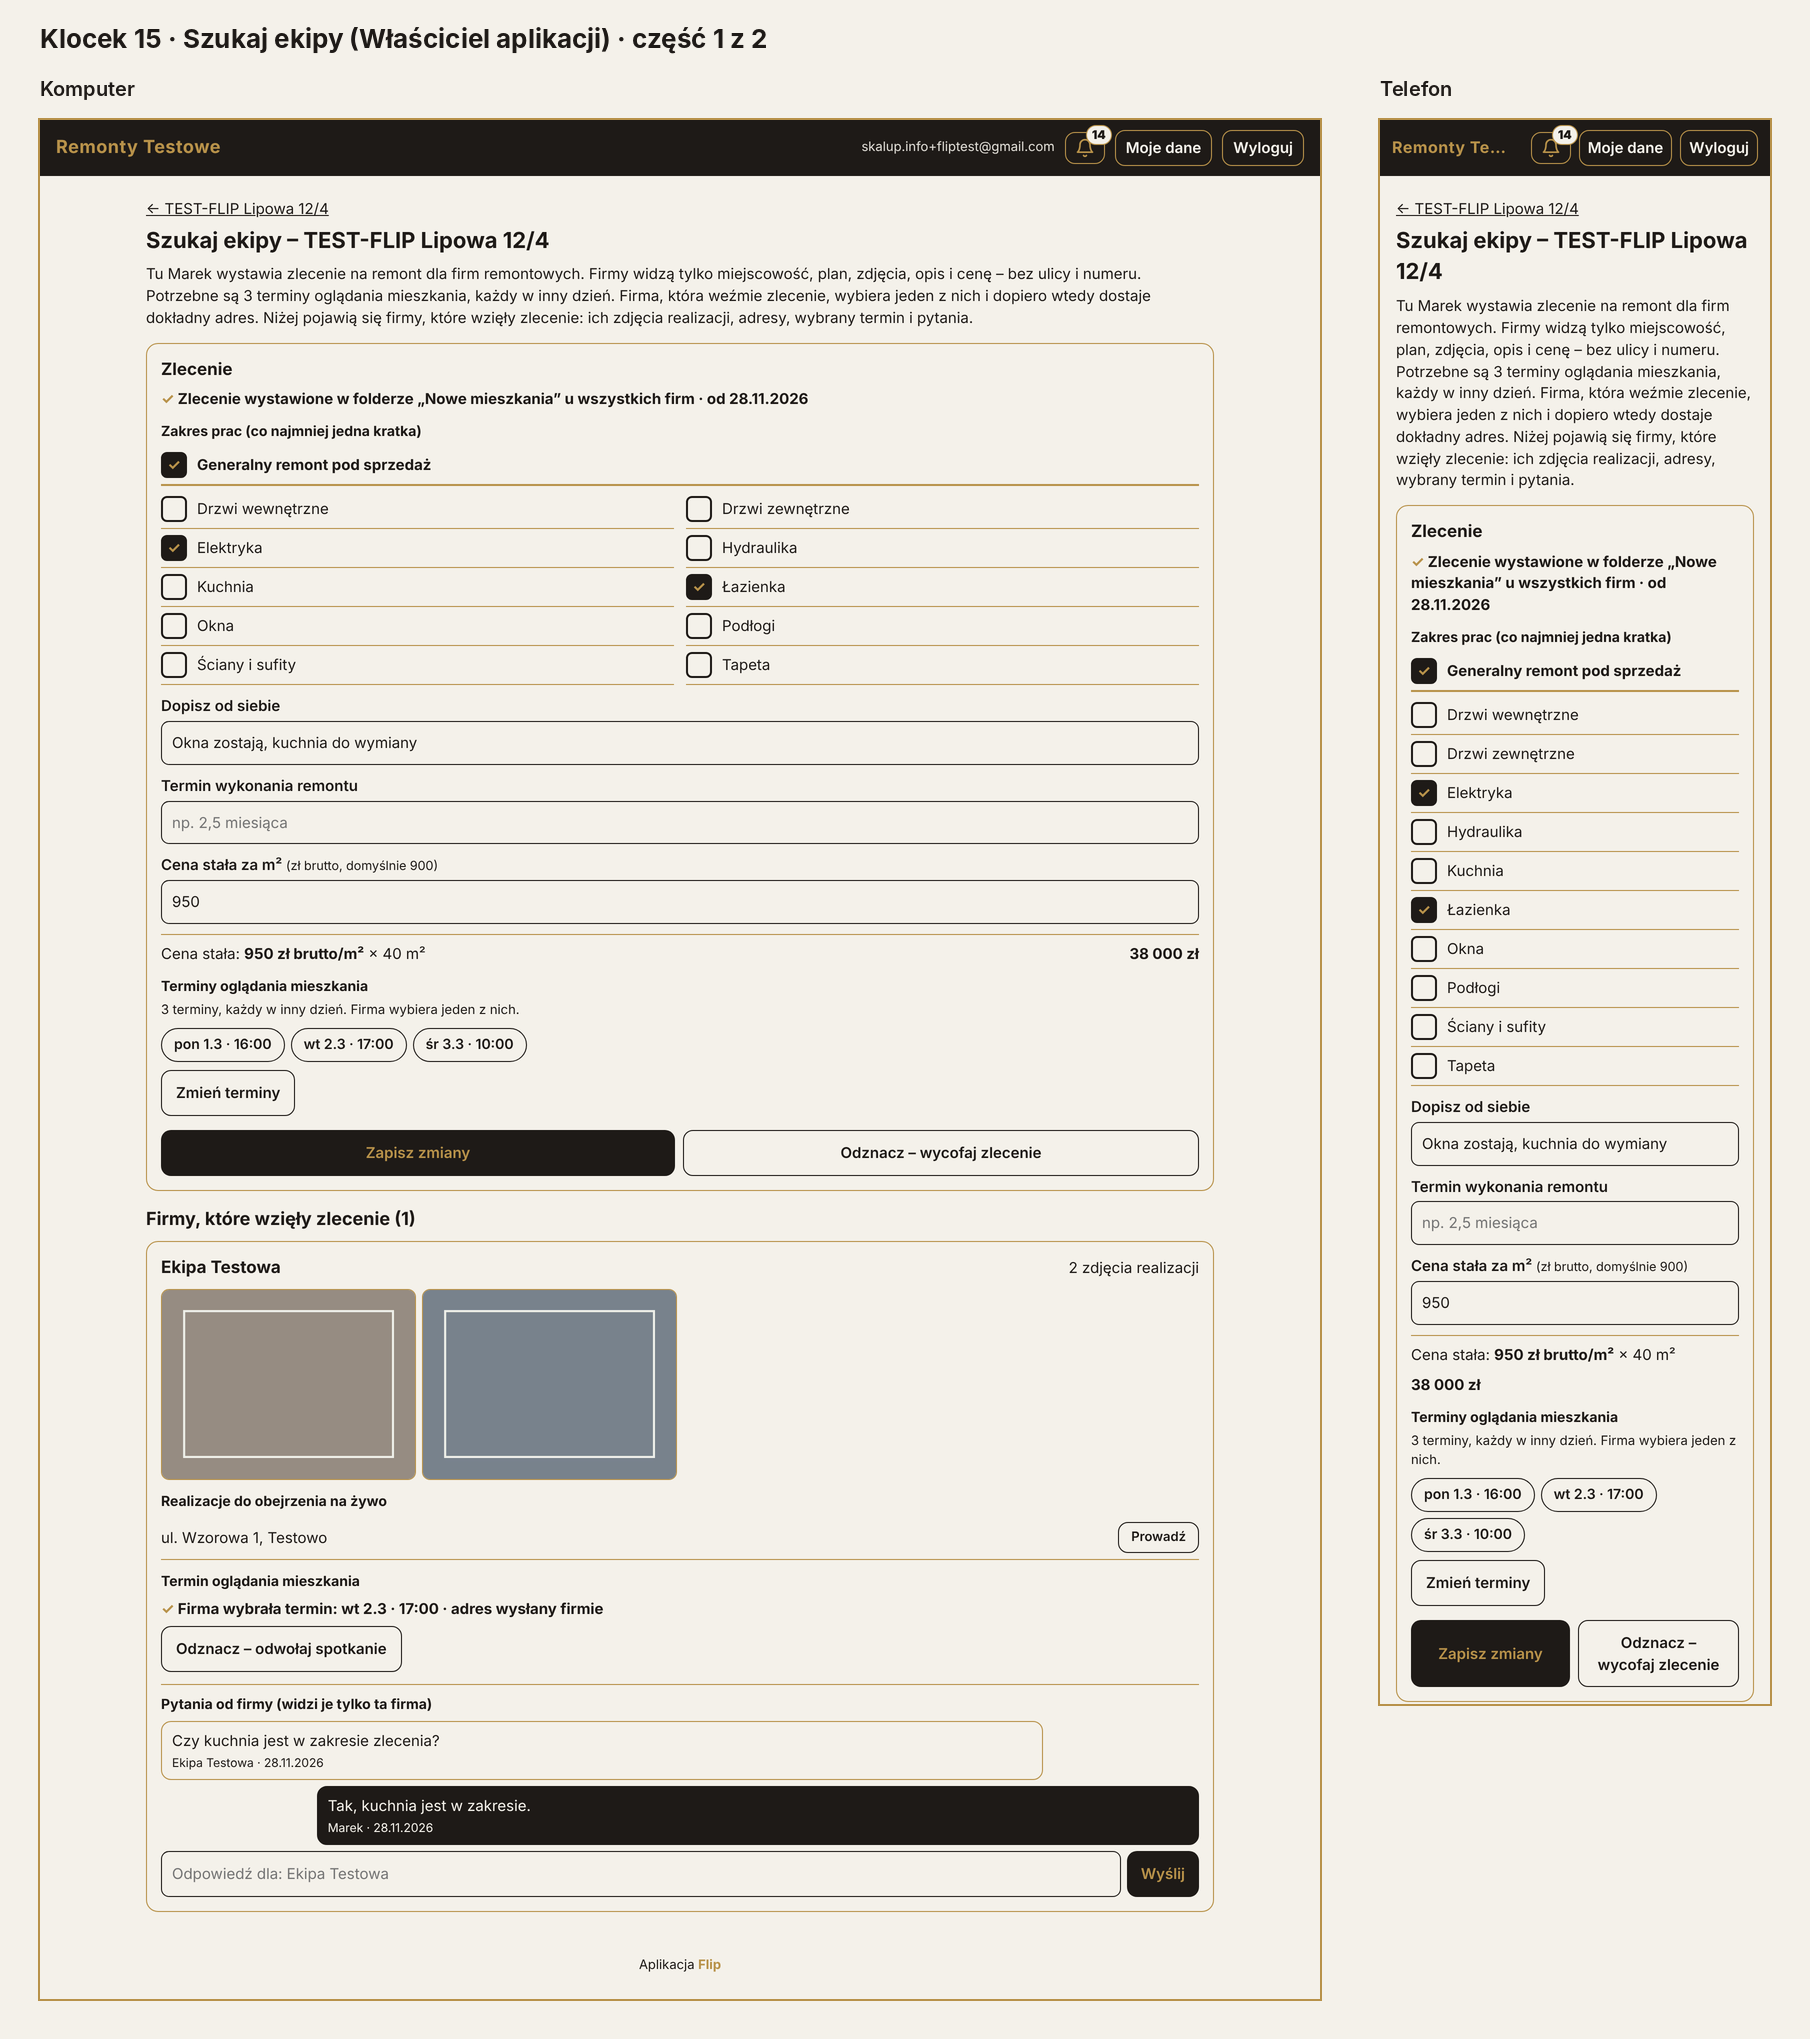 Klocek 15 · Szukaj ekipy (Właściciel aplikacji) · część 1 z 2
Komputer
Remonty Testowe
skalup.info+fliptest@gmail.com
14
Moje dane
Wyloguj
← TEST-FLIP Lipowa 12/4
Szukaj ekipy – TEST-FLIP Lipowa 12/4
Tu Marek wystawia zlecenie na remont dla firm remontowych. Firmy widzą tylko miejscowość, plan, zdjęcia, opis i cenę – bez ulicy i numeru.
Potrzebne są 3 terminy oglądania mieszkania, każdy w inny dzień. Firma, która weźmie zlecenie, wybiera jeden z nich i dopiero wtedy dostaje
dokładny adres. Niżej pojawią się firmy, które wzięły zlecenie: ich zdjęcia realizacji, adresy, wybrany termin i pytania.
Zlecenie
✓ Zlecenie wystawione w folderze „Nowe mieszkania” u wszystkich firm · od 28.11.2026
Zakres prac (co najmniej jedna kratka)
Generalny remont pod sprzedaż
Drzwi wewnętrzne
Drzwi zewnętrzne
Elektryka
Hydraulika
Kuchnia
Łazienka
Okna
Podłogi
Ściany i sufity
Tapeta
Dopisz od siebie
Okna zostają, kuchnia do wymiany
Termin wykonania remontu
np. 2,5 miesiąca
Cena stała za m² (zł brutto, domyślnie 900)
950
Cena stała: 950 zł brutto/m² × 40 m²
38 000 zł
Terminy oglądania mieszkania
3 terminy, każdy w inny dzień. Firma wybiera jeden z nich.
pon 1.3 · 16:00
wt 2.3 · 17:00
śr 3.3 · 10:00
Zmień terminy
Zapisz zmiany
Odznacz – wycofaj zlecenie
Firmy, które wzięły zlecenie (1)
Ekipa Testowa
2 zdjęcia realizacji
Realizacje do obejrzenia na żywo
ul. Wzorowa 1, Testowo
Prowadź
Termin oglądania mieszkania
✓ Firma wybrała termin: wt 2.3 · 17:00 · adres wysłany firmie
Odznacz – odwołaj spotkanie
Pytania od firmy (widzi je tylko ta firma)
Czy kuchnia jest w zakresie zlecenia?
Ekipa Testowa · 28.11.2026
Tak, kuchnia jest w zakresie.
Marek · 28.11.2026
Odpowiedź dla: Ekipa Testowa
Wyślij
Aplikacja Flip
Telefon
Remonty Te...
14
Moje dane
Wyloguj
← TEST-FLIP Lipowa 12/4
Szukaj ekipy – TEST-FLIP Lipowa
12/4
Tu Marek wystawia zlecenie na remont dla firm
remontowych. Firmy widzą tylko miejscowość,
plan, zdjęcia, opis i cenę – bez ulicy i numeru.
Potrzebne są 3 terminy oglądania mieszkania,
każdy w inny dzień. Firma, która weźmie zlecenie,
wybiera jeden z nich i dopiero wtedy dostaje
dokładny adres. Niżej pojawią się firmy, które
wzięły zlecenie: ich zdjęcia realizacji, adresy,
wybrany termin i pytania.
Zlecenie
✓ Zlecenie wystawione w folderze „Nowe
mieszkania” u wszystkich firm · od
28.11.2026
Zakres prac (co najmniej jedna kratka)
Generalny remont pod sprzedaż
Drzwi wewnętrzne
Drzwi zewnętrzne
Elektryka
Hydraulika
Kuchnia
Łazienka
Okna
Podłogi
Ściany i sufity
Tapeta
Dopisz od siebie
Okna zostają, kuchnia do wymiany
Termin wykonania remontu
np. 2,5 miesiąca
Cena stała za m² (zł brutto, domyślnie 900)
950
Cena stała: 950 zł brutto/m² × 40 m²
38 000 zł
Terminy oglądania mieszkania
3 terminy, każdy w inny dzień. Firma wybiera jeden z
nich.
pon 1.3 · 16:00
wt 2.3 · 17:00
śr 3.3 · 10:00
Zmień terminy
Zapisz zmiany
Odznacz –
wycofaj zlecenie